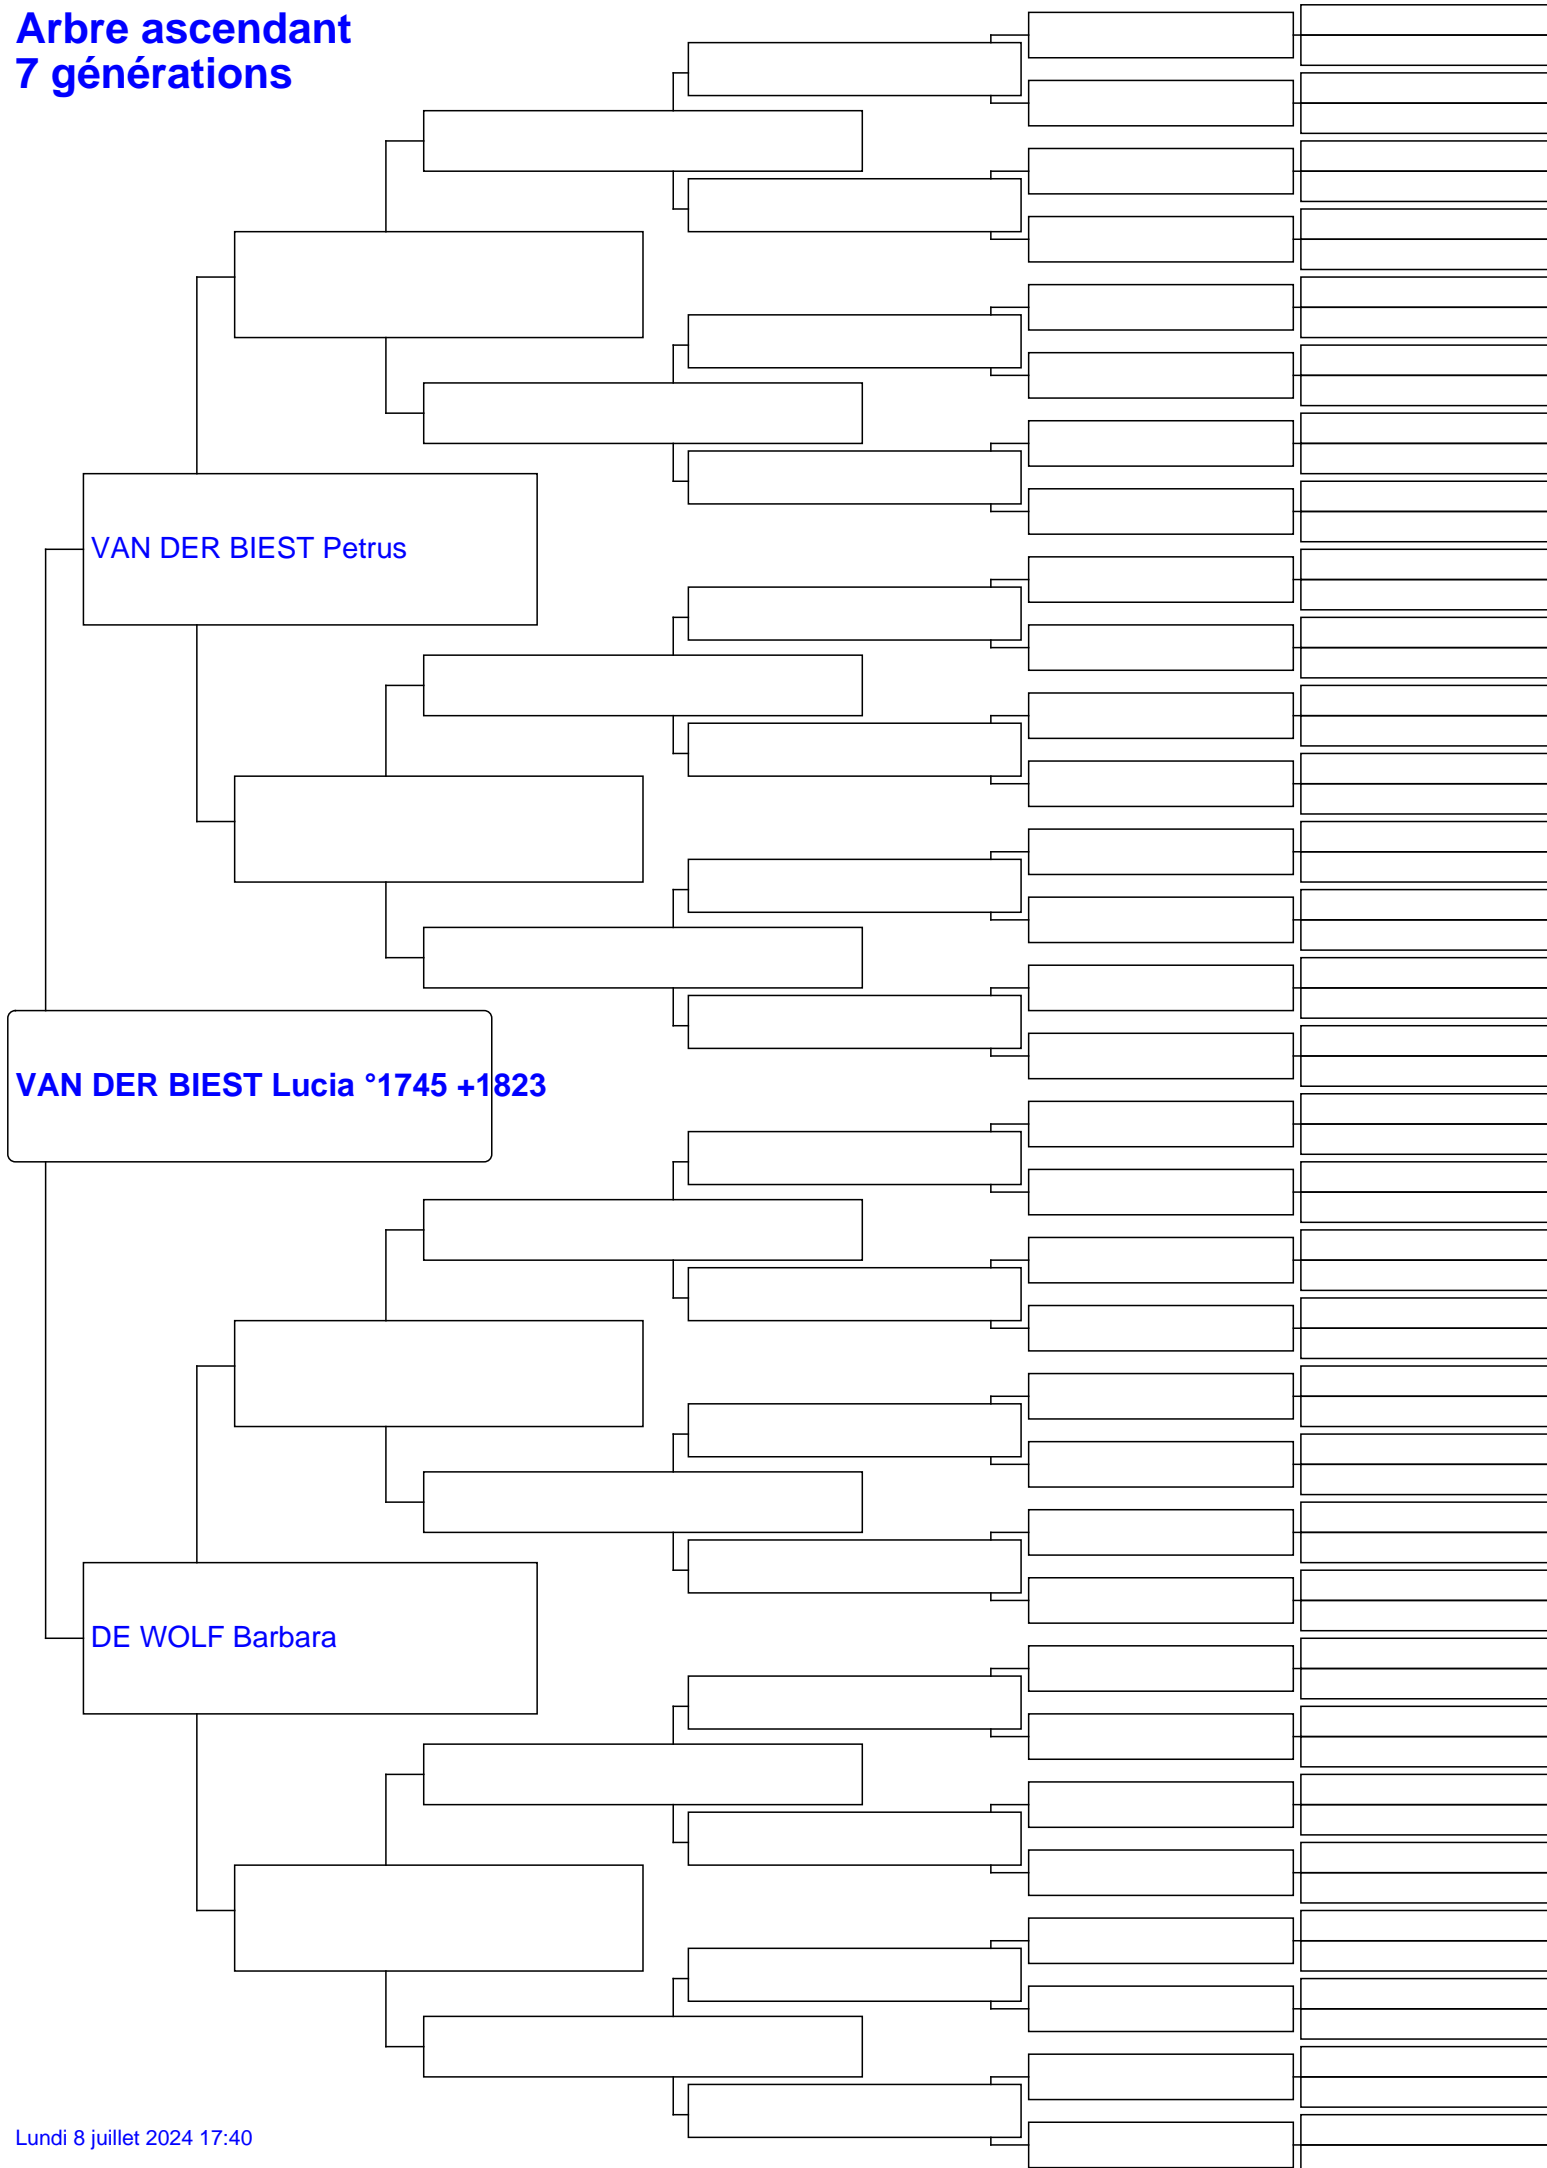 Arbre ascendant
7 générations
VAN DER BIEST Petrus
VAN DER BIEST Lucia °1745 +1823
DE WOLF Barbara
Lundi 8 juillet 2024 17:40